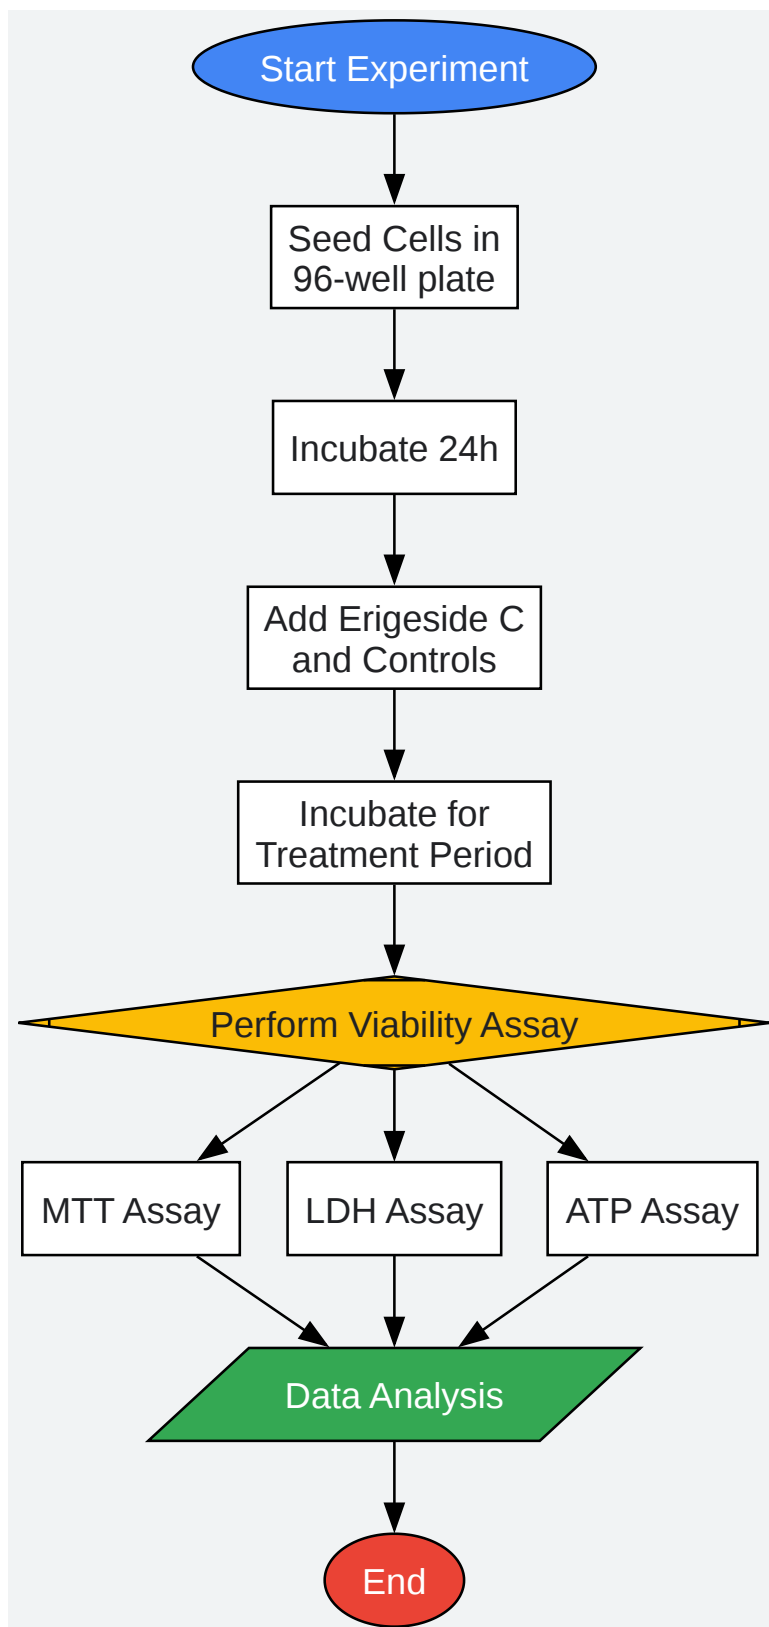 Start Experiment
Seed Cells in
96-well plate
Incubate 24h
Add Erigeside C
and Controls
Incubate for
Treatment Period
Perform Viability Assay
MTT Assay
LDH Assay
ATP Assay
Data Analysis
End